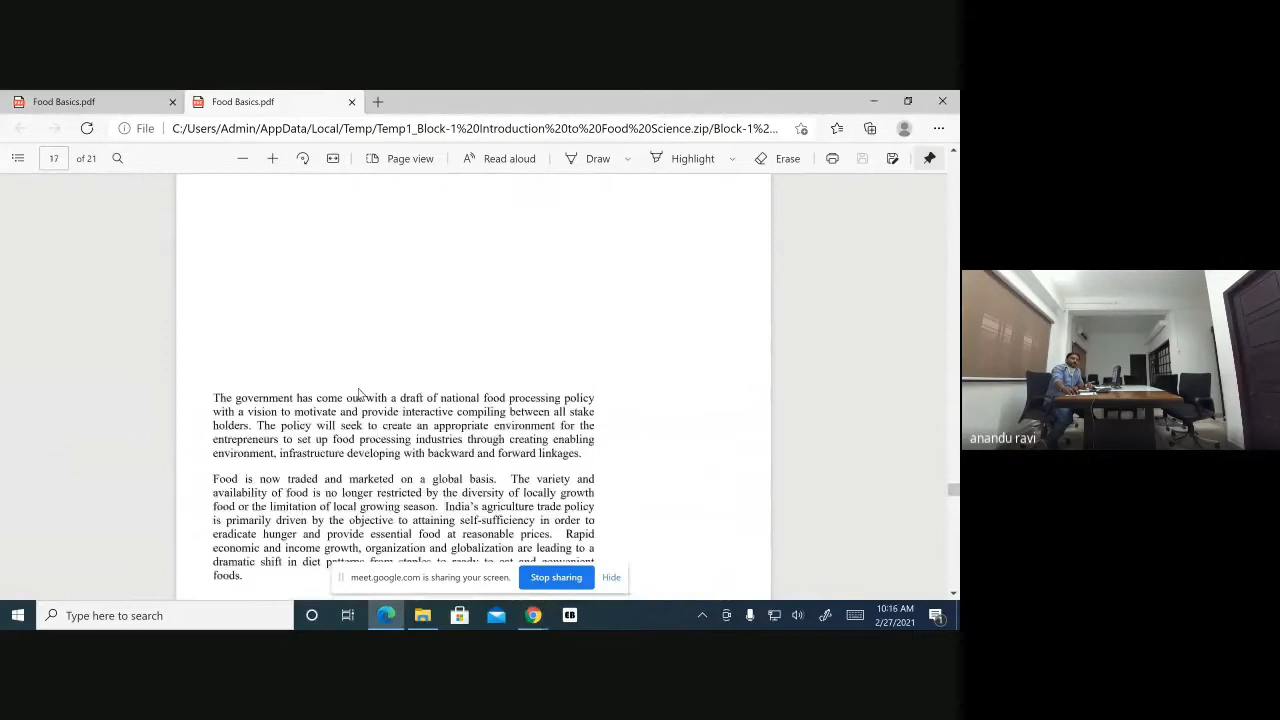 Food Basics.pdf
Food Basics.pdf
File
C:/Users/Admin/AppData/Local/Temp/Temp1_Block-1%20Introduction%20to%20Food%20Science.zip/Block-1%2...
17 of 21
Page view
Read aloud
Draw
Highlight
Erase
The government has come out with a draft of national food processing policy
with a vision to motivate and provide interactive compiling between all stake
holders. The policy will seek to create an appropriate environment for the
entrepreneurs to set up food processing industries through creating enabling
environment, infrastructure developing with backward and forward linkages.
Food is now traded and marketed on a global basis. The variety and
availability of food is no longer restricted by the diversity of locally growth
food or the limitation of local growing season. India's agriculture trade policy
is primarily driven by the objective to attaining self-sufficiency in order to
eradicate hunger and provide essential food at reasonable prices. Rapid
economic and income growth, organization and globalization are leading to a
dramatic shift in diet patterns from staples to ready to eat and convenient
foods.
meet.google.com is sharing your screen.
Stop sharing
Hide
anandu ravi
Type here to search
10:16 AM
2/27/2021